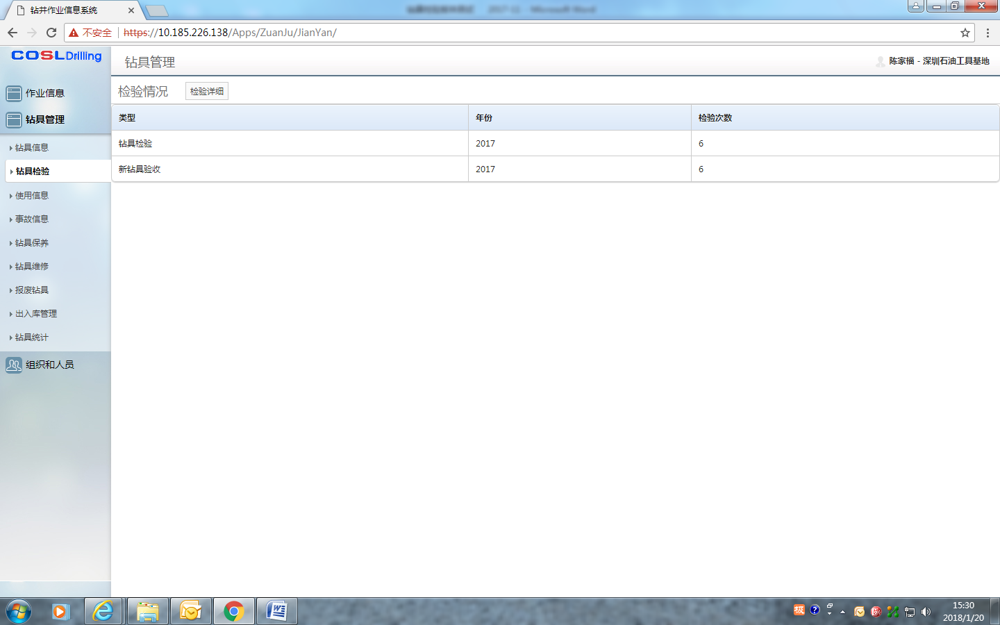 钻井作业信息系统
不安全 https://10.185.226.138/Apps/ZuanJu/JianYan/
COSL Drilling
钻具管理
陈家福 - 深圳石油工具基地
作业信息
钻具管理
钻具信息
钻具检验
使用信息
事故信息
钻具保养
钻具维修
报废钻具
出入库管理
钻具统计
组织和人员
检验情况 检验详细
类型 年份 检验次数
钻具检验 2017 6
新钻具验收 2017 6
15:30
2018/1/20